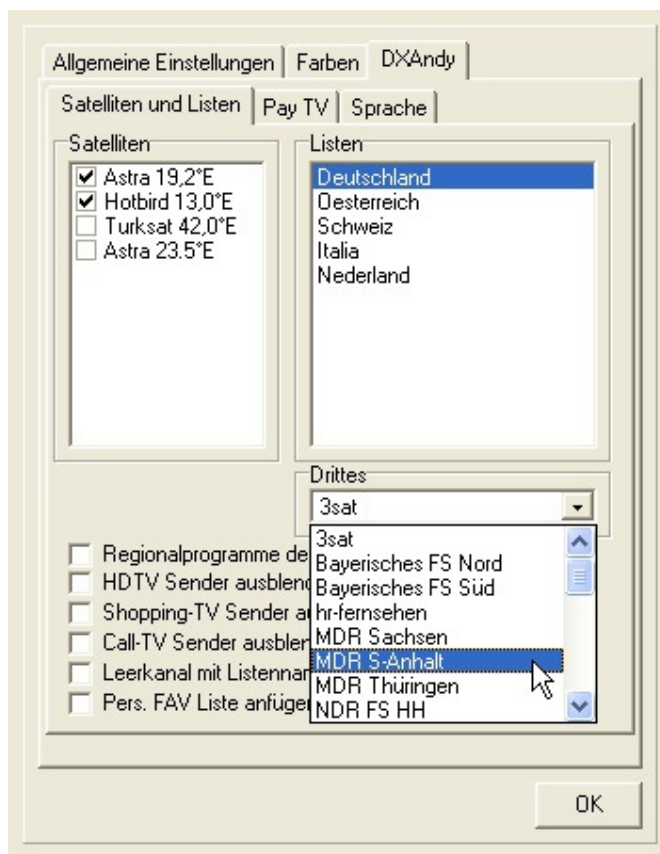 Allgemeine Einstellungen Farben DXAndy
Satelliten und Listen Pay TV Sprache
Satelliten
Astra 19,2°E
Hotbird 13,0°E
Turksat 42,0°E
Astra 23.5°E
Listen
Deutschland
Oesterreich
Schweiz
Italia
Nederland
Drittes
3sat
3sat
Bayerisches FS Nord
Bayerisches FS Süd
hr-fernsehen
MDR Sachsen
MDR S-Anhalt
MDR Thüringen
NDR FS HH
Regionalprogramme de
HDTV Sender ausblend
Shopping-TV Sender a
Call-TV Sender ausblen
Leerkanal mit Listennam
Pers. FAV Liste anfügen
OK